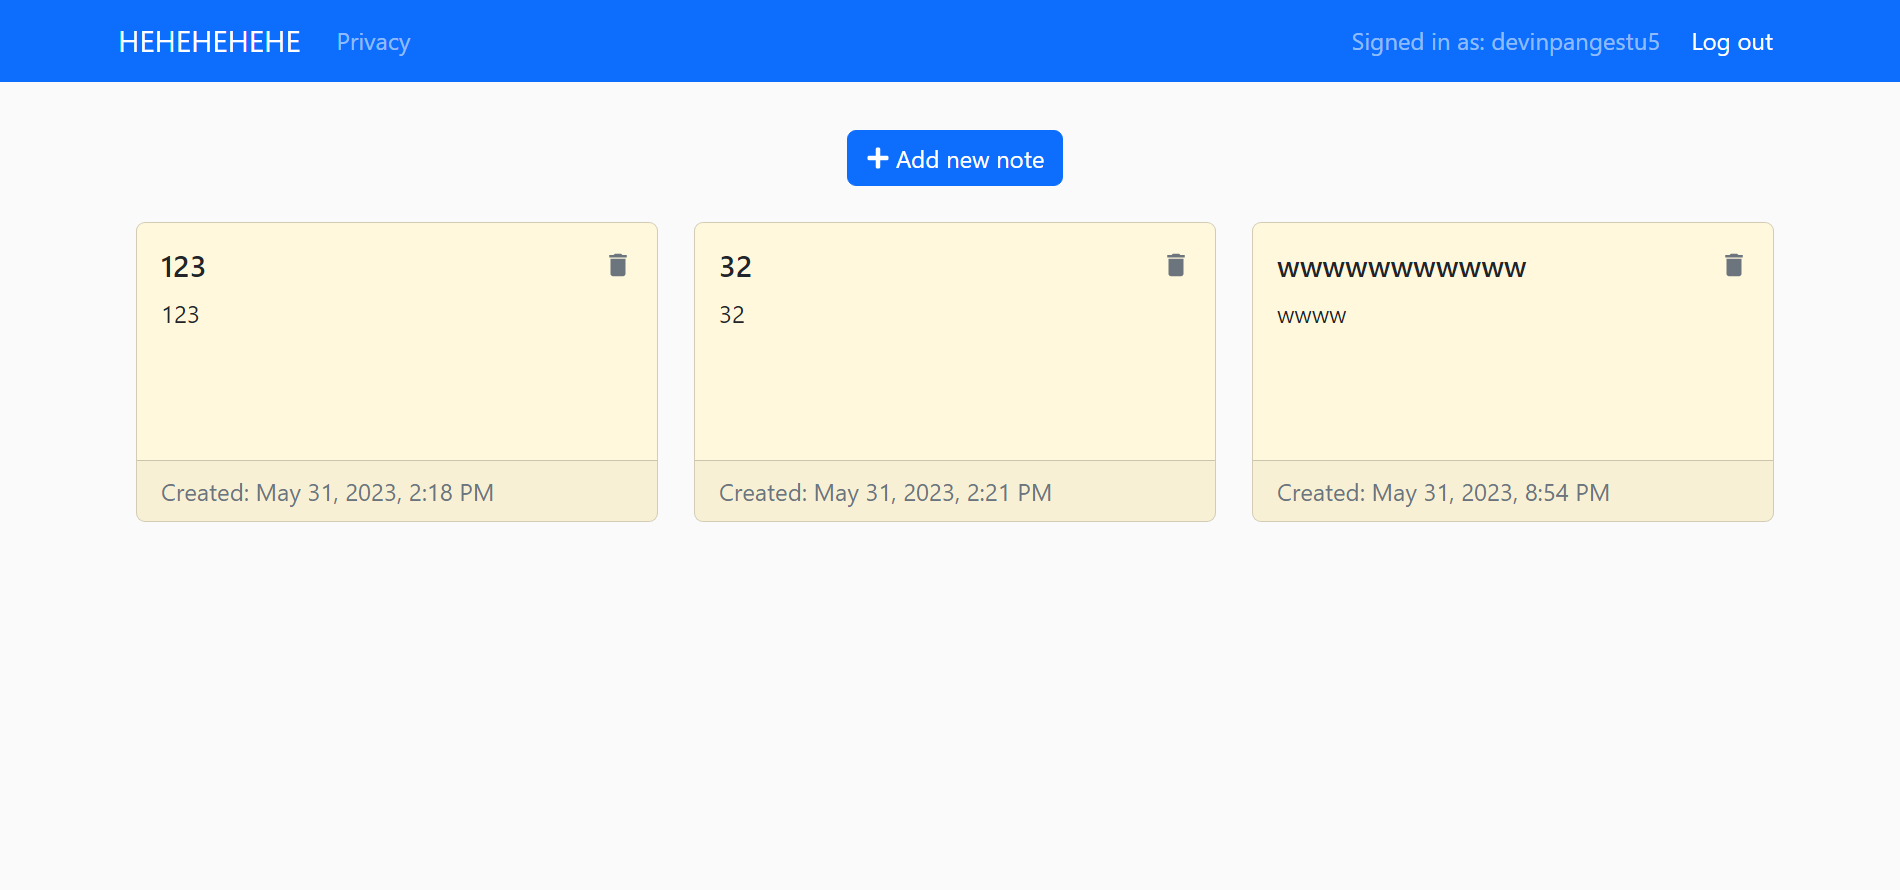 HEHEHEHEHE Privacy Signed in as: devinpangestu5 Log out
Add new note
123
123
Created: May 31, 2023, 2:18 PM
32
32
Created: May 31, 2023, 2:21 PM
wwwwwwwwwww
wwww
Created: May 31, 2023, 8:54 PM